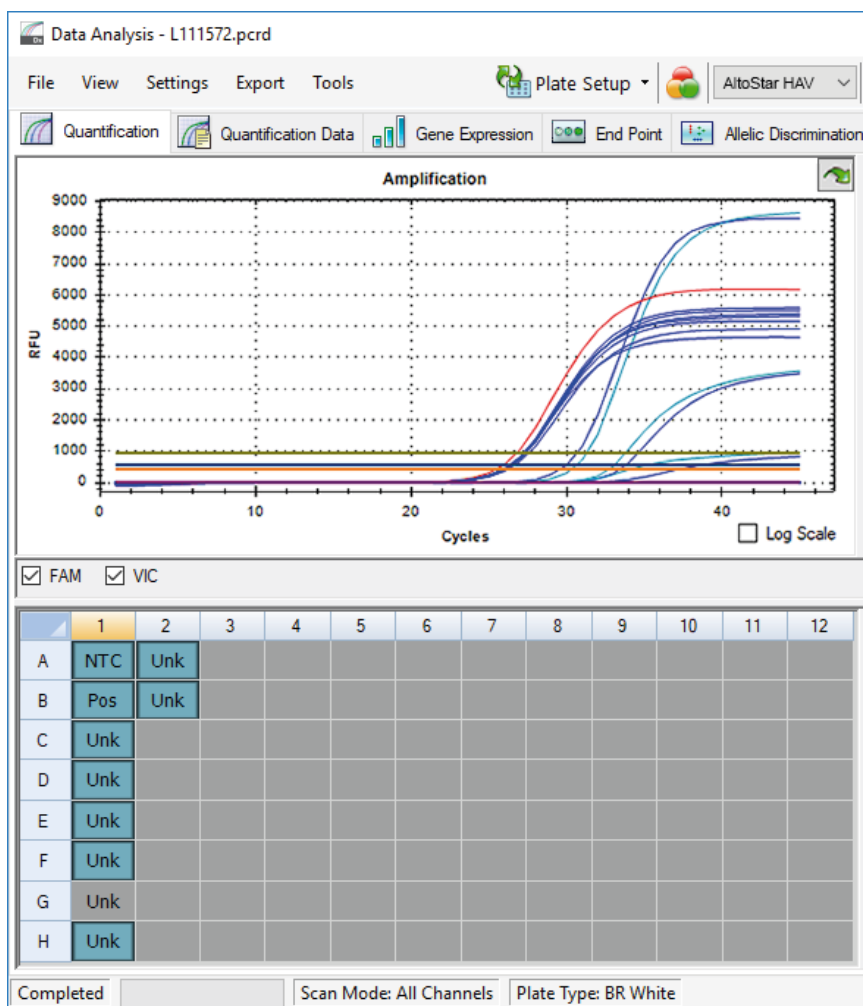 Data Analysis - L111572.pcrd
File View Settings Export Tools Plate Setup AltoStar HAV
Quantification Quantification Data Gene Expression End Point Allelic Discrimination
Amplification
9000
8000
7000
6000
5000
4000
3000
2000
1000
0
RFU
0 10 20 30 40
Cycles
Log Scale
FAM VIC
1 2 3 4 5 6 7 8 9 10 11 12
A NTC Unk
B Pos Unk
C Unk
D Unk
E Unk
F Unk
G Unk
H Unk
Completed Scan Mode: All Channels Plate Type: BR White